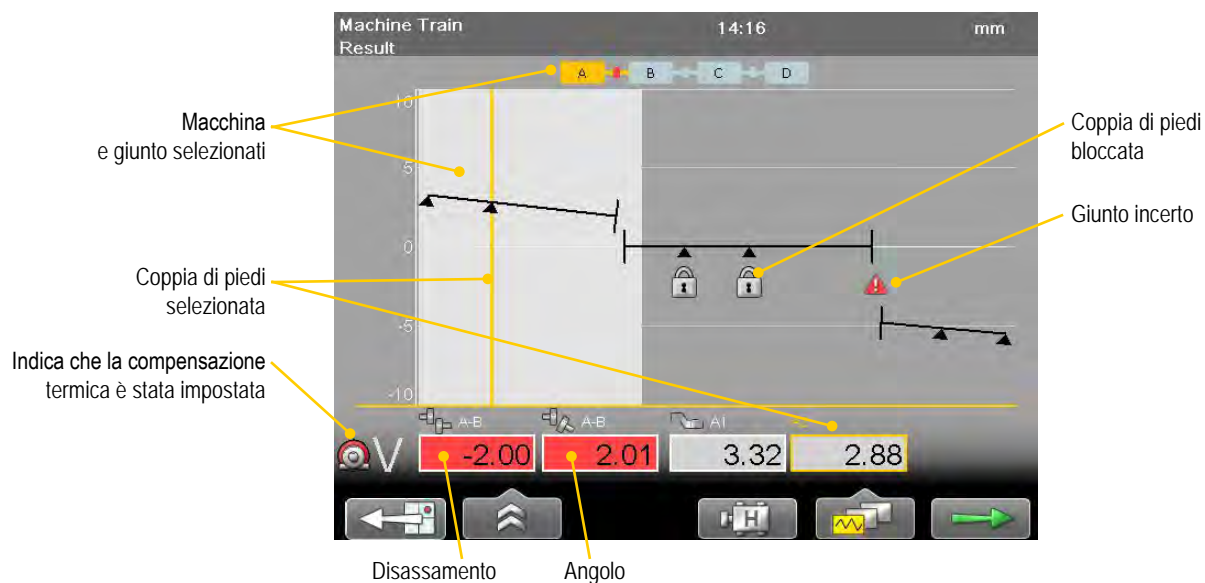 Machine Train
14:16
mm
Result
A
B
C
D
10
5
0
-5
-10
Macchina
e giunto selezionati
Coppia di piedi
selezionata
Indica che la compensazione
termica è stata impostata
Coppia di piedi
bloccata
Giunto incerto
A-B
A-B
V
-2.00
2.01
3.32
2.88
H
Disassamento
Angolo